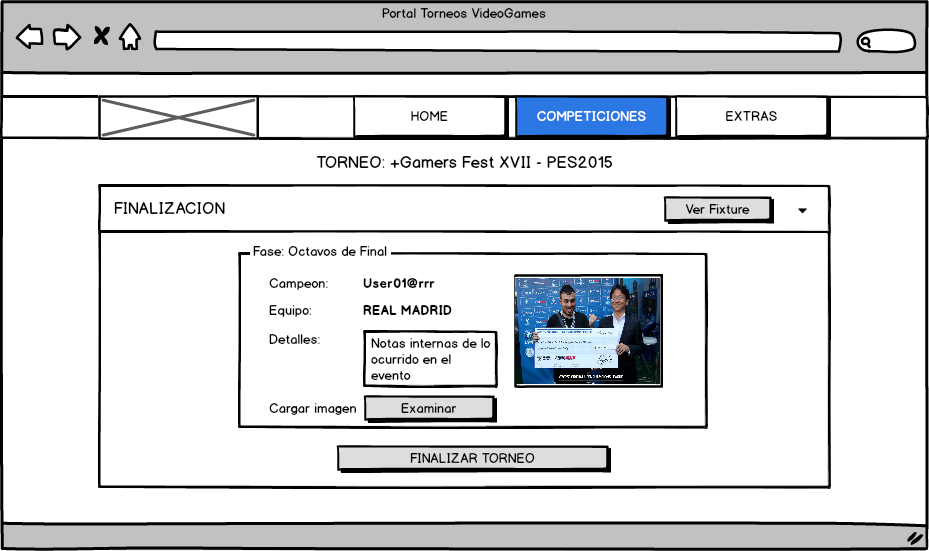 Portal Torneos VideoGames
HOME
COMPETICIONES
EXTRAS
TORNEO: +Gamers Fest XVII - PES2015
FINALIZACION
Ver Fixture
Fase: Octavos de Final
Campeon:
User01@rrr
Equipo:
REAL MADRID
Detalles:
Notas internas de lo
ocurrido en el
evento
Cargar imagen
Examinar
FINALIZAR TORNEO